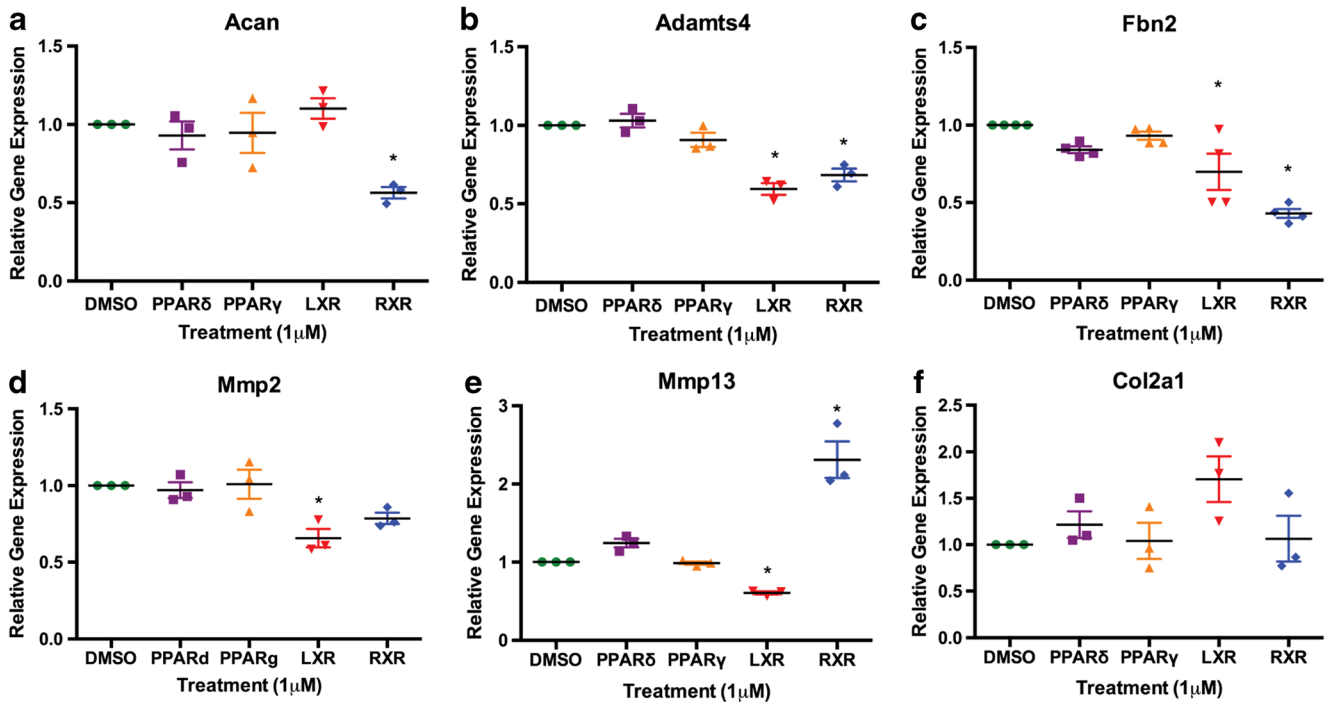 a
Acan
Relative Gene Expression
1.5
1.0
0.5
0.0
*
DMSO PPARδ PPARγ LXR RXR
Treatment (1μM)
b
Adamts4
Relative Gene Expression
1.5
1.0
0.5
0.0
* *
DMSO PPARδ PPARγ LXR RXR
Treatment (1μM)
c
Fbn2
Relative Gene Expression
1.5
1.0
0.5
0.0
*
*
DMSO PPARδ PPARγ LXR RXR
Treatment (1μM)
d
Mmp2
Relative Gene Expression
1.5
1.0
0.5
0.0
*
DMSO PPARd PPARg LXR RXR
Treatment (1μM)
e
Mmp13
Relative Gene Expression
3
2
1
0
*
*
DMSO PPARδ PPARγ LXR RXR
Treatment (1μM)
f
Col2a1
Relative Gene Expression
2.5
2.0
1.5
1.0
0.5
0.0
DMSO PPARδ PPARγ LXR RXR
Treatment (1μM)